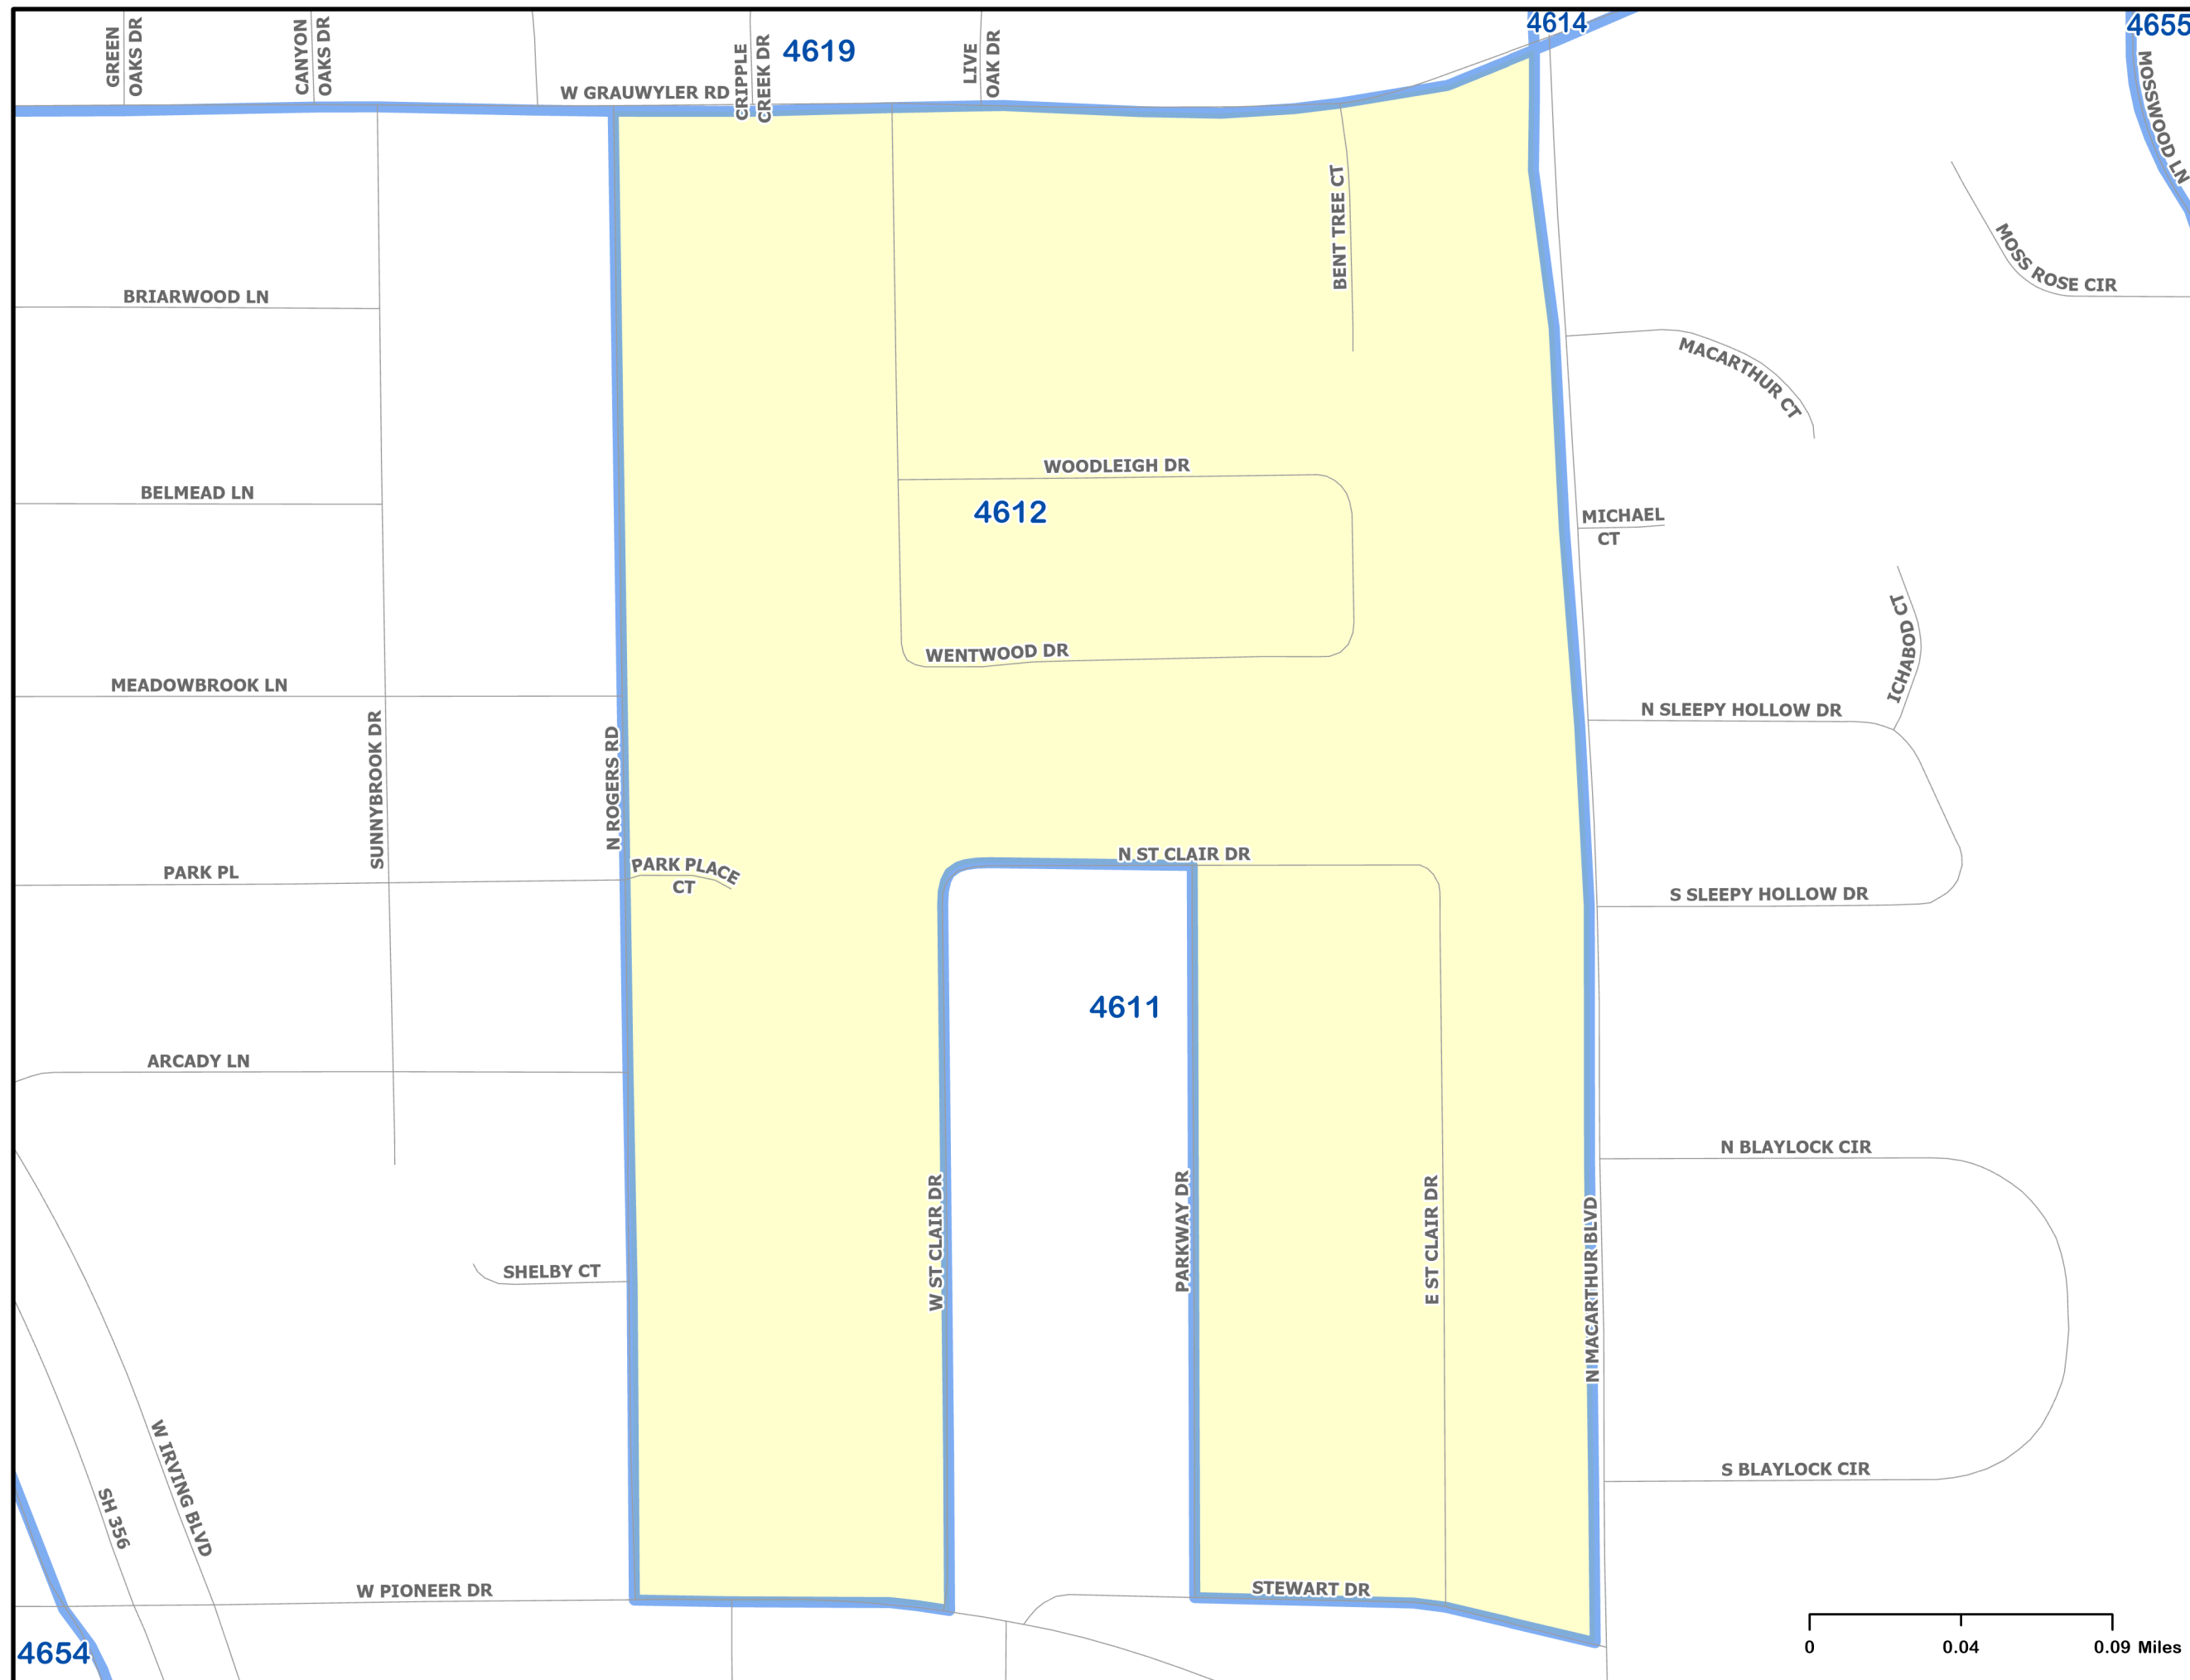 4614
4655
GREEN
OAKS DR
CANYON
OAKS DR
CRIPPLE
CREEK DR
4619
LIVE
OAK DR
W GRAUWYLER RD
MOSSWOOD LN
BENT TREE CT
MOSS ROSE CIR
BRIARWOOD LN
MACARTHUR CT
WOODLEIGH DR
BELMEAD LN
4612
MICHAEL
CT
ICHABOD CT
WENTWOOD DR
MEADOWBROOK LN
N SLEEPY HOLLOW DR
SUNNYBROOK DR
N ROGERS RD
N ST CLAIR DR
PARK PL
PARK PLACE
CT
S SLEEPY HOLLOW DR
4611
ARCADY LN
N BLAYLOCK CIR
W ST CLAIR DR
PARKWAY DR
E ST CLAIR DR
N MACARTHUR BLVD
SHELBY CT
W IRVING BLVD
SH 356
S BLAYLOCK CIR
W PIONEER DR
STEWART DR
4654
0 0.04 0.09 Miles